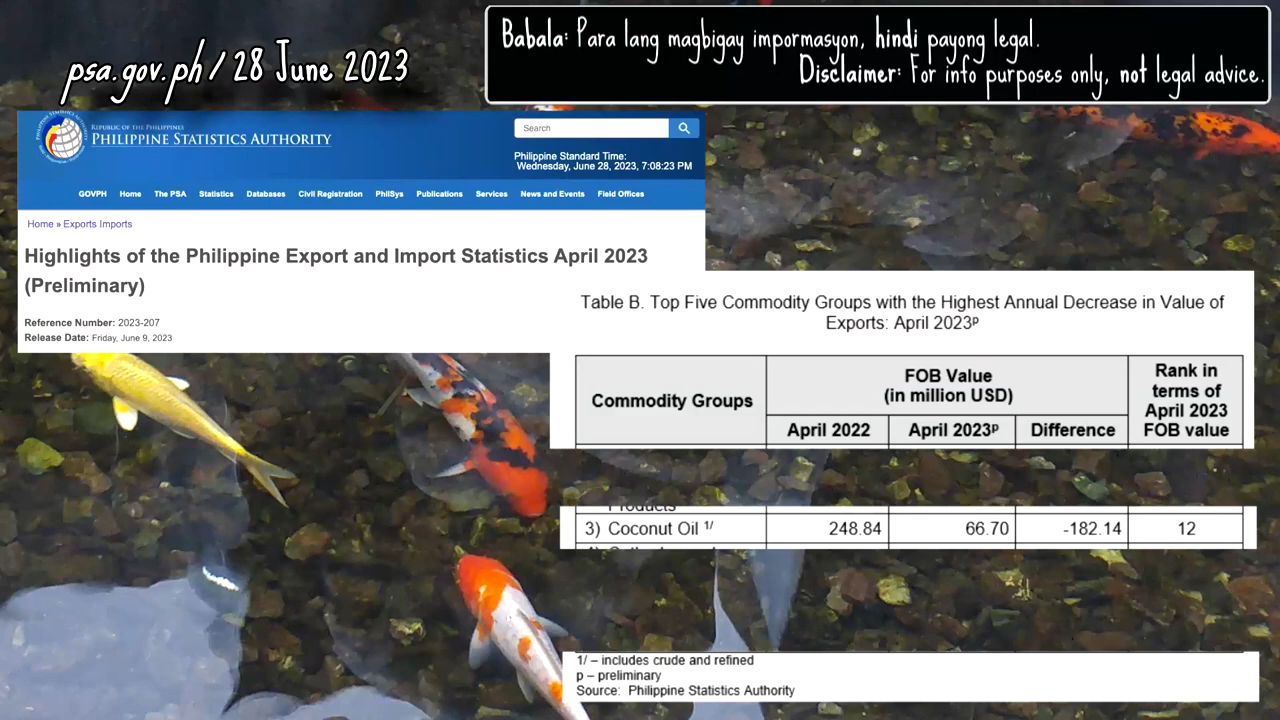 psa.gov.ph / 28 June 2023
Babala: Para lang magbigay impormasyon, hindi payong legal.
Disclaimer: For info purposes only, not legal advice.
REPUBLIC OF THE PHILIPPINES
PHILIPPINE STATISTICS AUTHORITY
Search
Philippine Standard Time:
Wednesday, June 28, 2023, 7:08:23 PM
GOVPH Home The PSA Statistics Databases Civil Registration PhilSys Publications Services News and Events Field Offices
Home » Exports Imports
Highlights of the Philippine Export and Import Statistics April 2023
(Preliminary)
Reference Number: 2023-207
Release Date: Friday, June 9, 2023
Table B. Top Five Commodity Groups with the Highest Annual Decrease in Value of
Exports: April 2023ᵖ
Commodity Groups
FOB Value
(in million USD)
Rank in
terms of
April 2023
FOB value
April 2022 April 2023ᵖ Difference
Products
3) Coconut Oil ¹/ 248.84 66.70 -182.14 12
1/ – includes crude and refined
p – preliminary
Source: Philippine Statistics Authority